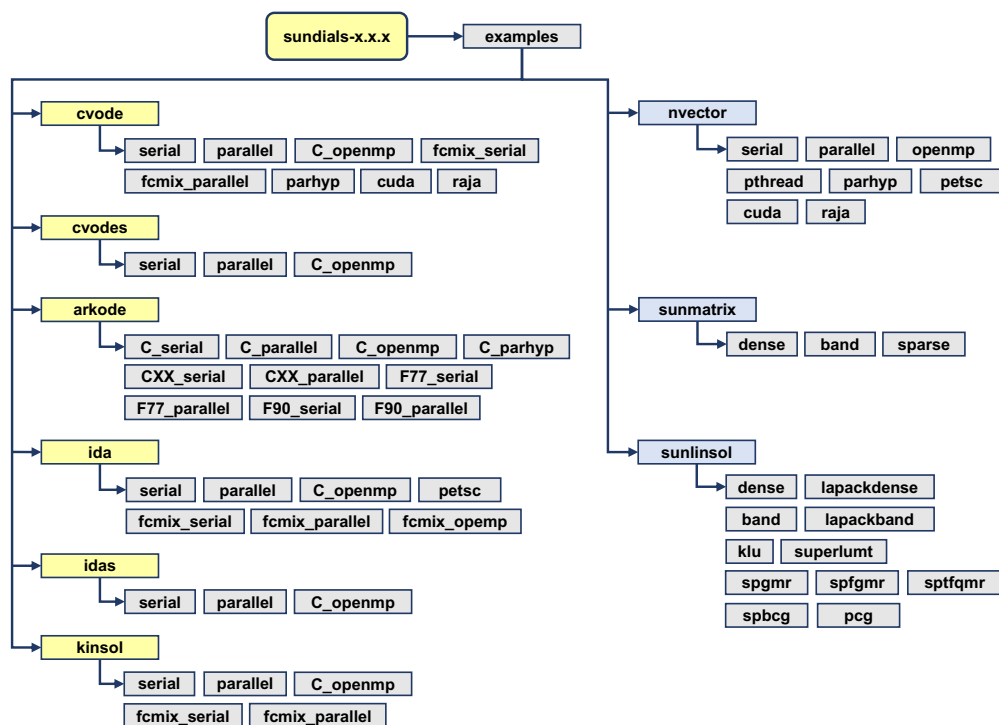 sundials-x.x.x examples
cvode
serial parallel C_openmp fcmix_serial
fcmix_parallel parhyp cuda raja
cvodes
serial parallel C_openmp
arkode
C_serial C_parallel C_openmp C_parhyp
CXX_serial CXX_parallel F77_serial
F77_parallel F90_serial F90_parallel
ida
serial parallel C_openmp petsc
fcmix_serial fcmix_parallel fcmix_opemp
idas
serial parallel C_openmp
kinsol
serial parallel C_openmp
fcmix_serial fcmix_parallel
nvector
serial parallel openmp
pthread parhyp petsc
cuda raja
sunmatrix
dense band sparse
sunlinsol
dense lapackdense
band lapackband
klu superlumt
spgmr spfgmr sptfqmr
spbcg pcg